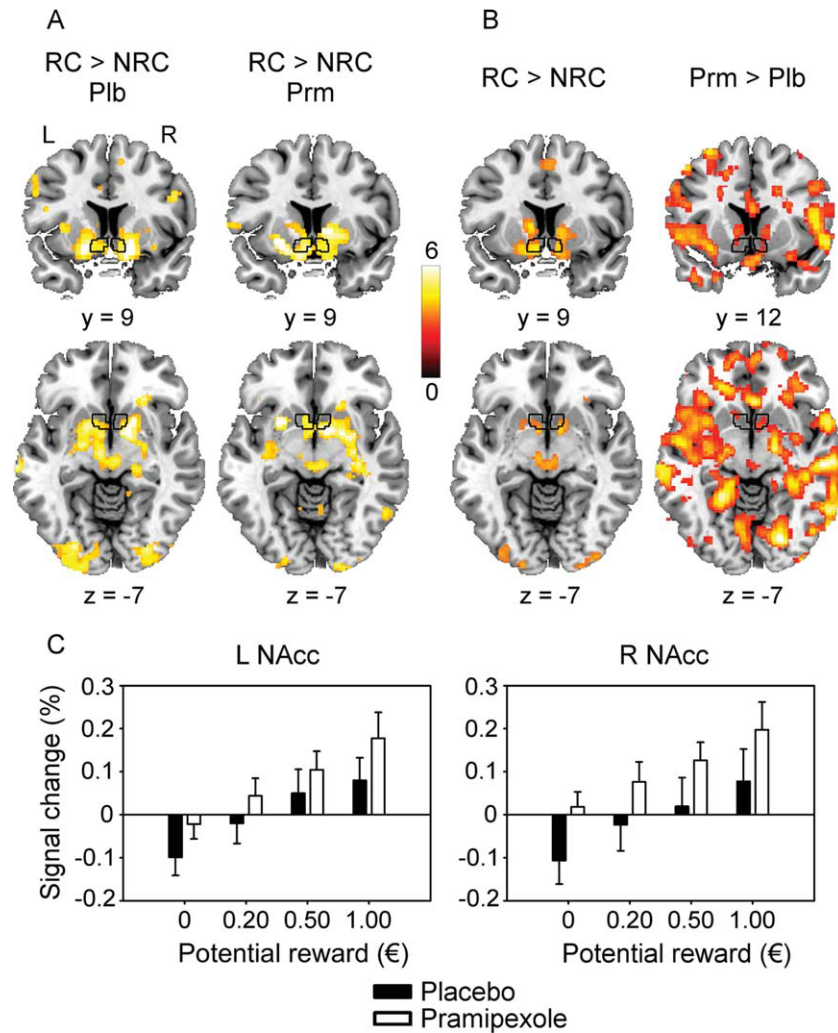 A
B
RC > NRC
Plb
RC > NRC
Prm
RC > NRC
Prm > Plb
L
R
6
0
y = 9
y = 9
y = 9
y = 12
z = -7
z = -7
z = -7
z = -7
C
L NAcc
R NAcc
Signal change (%)
0.3
0.2
0.1
0
-0.1
-0.2
0.3
0.2
0.1
0
-0.1
-0.2
0 0.20 0.50 1.00
0 0.20 0.50 1.00
Potential reward (€)
Potential reward (€)
Placebo
Pramipexole